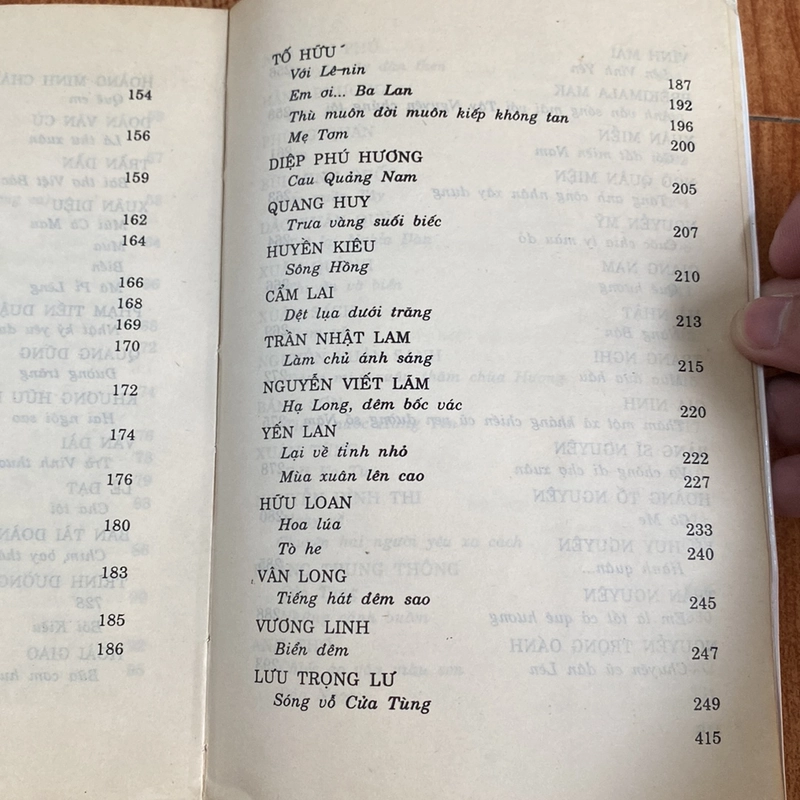 154
156
159
162
164
166
168
169
170
172
174
176
180
183
185
186
TỐ HỮU
Với Lê-nin 187
Em ơi... Ba Lan 192
Thù muôn đời muôn kiếp không tan 196
Mẹ Tơm 200
DIỆP PHÚ HƯƠNG
Cau Quảng Nam 205
QUANG HUY
Trưa vàng suối biếc 207
HUYỀN KIÊU
Sông Hồng 210
CẨM LAI
Dệt lụa dưới trăng 213
TRẦN NHẬT LAM
Làm chủ ánh sáng 215
NGUYỄN VIẾT LÃM
Hạ Long, đêm bốc vác 220
YẾN LAN
Lại về tỉnh nhỏ 222
Mùa xuân lên cao 227
HỮU LOAN
Hoa lúa 233
Tò he 240
VÂN LONG
Tiếng hát đêm sao 245
VƯƠNG LINH
Biển đêm 247
LƯU TRỌNG LƯ
Sóng vỗ Cửa Tùng 249
415